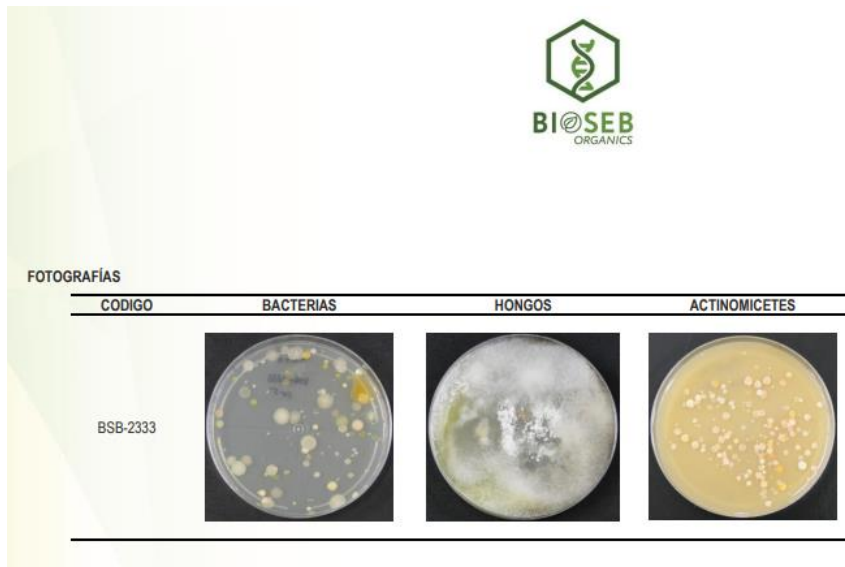 BIOSEB
ORGANICS
FOTOGRAFÍAS
CODIGO BACTERIAS HONGOS ACTINOMICETES
BSB-2333